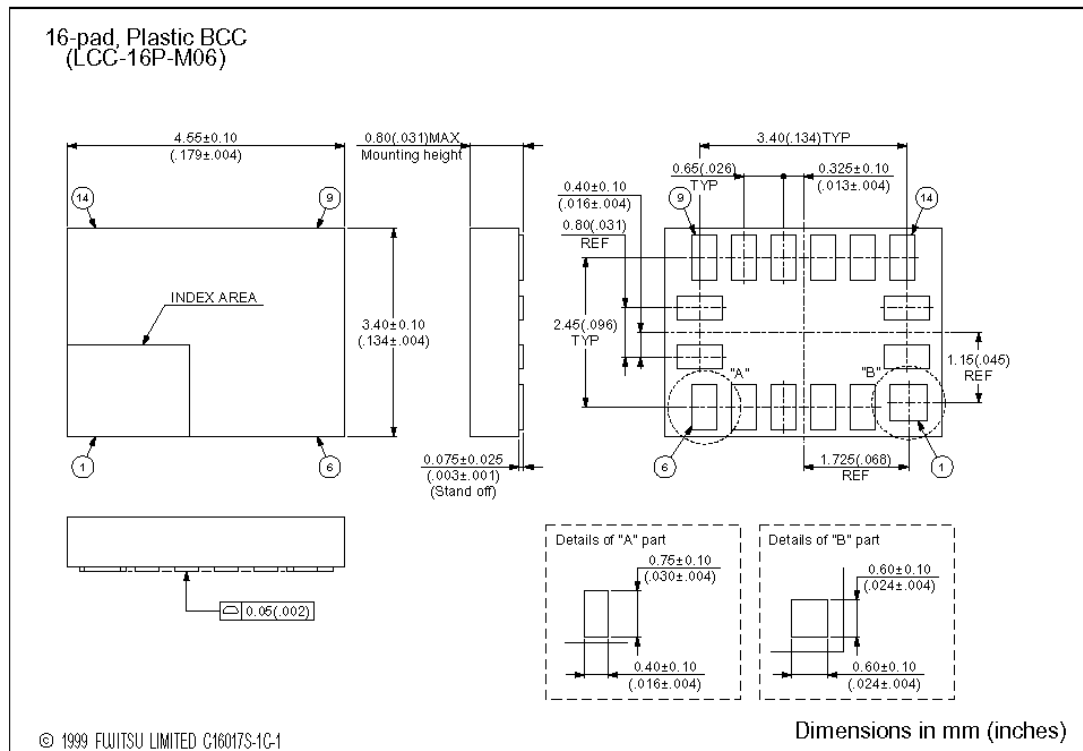 16-pad, Plastic BCC
(LCC-16P-M06)
4.55±0.10
(.179±.004)
0.80(.031)MAX
Mounting height
3.40(.134)TYP
0.65(.026)
TYP
0.325±0.10
(.013±.004)
0.40±0.10
(.016±.004)
0.80(.031)
REF
14
9
9
14
INDEX AREA
3.40±0.10
(.134±.004)
2.45(.096)
TYP
"A"
"B"
1.15(.045)
REF
1
6
0.075±0.025
(.003±.001)
(Stand off)
6
1.725(.068)
REF
1
0.05(.002)
Details of "A" part
0.75±0.10
(.030±.004)
0.40±0.10
(.016±.004)
Details of "B" part
0.60±0.10
(.024±.004)
0.60±0.10
(.024±.004)
© 1999 FUJITSU LIMITED C16017S-1C-1
Dimensions in mm (inches)